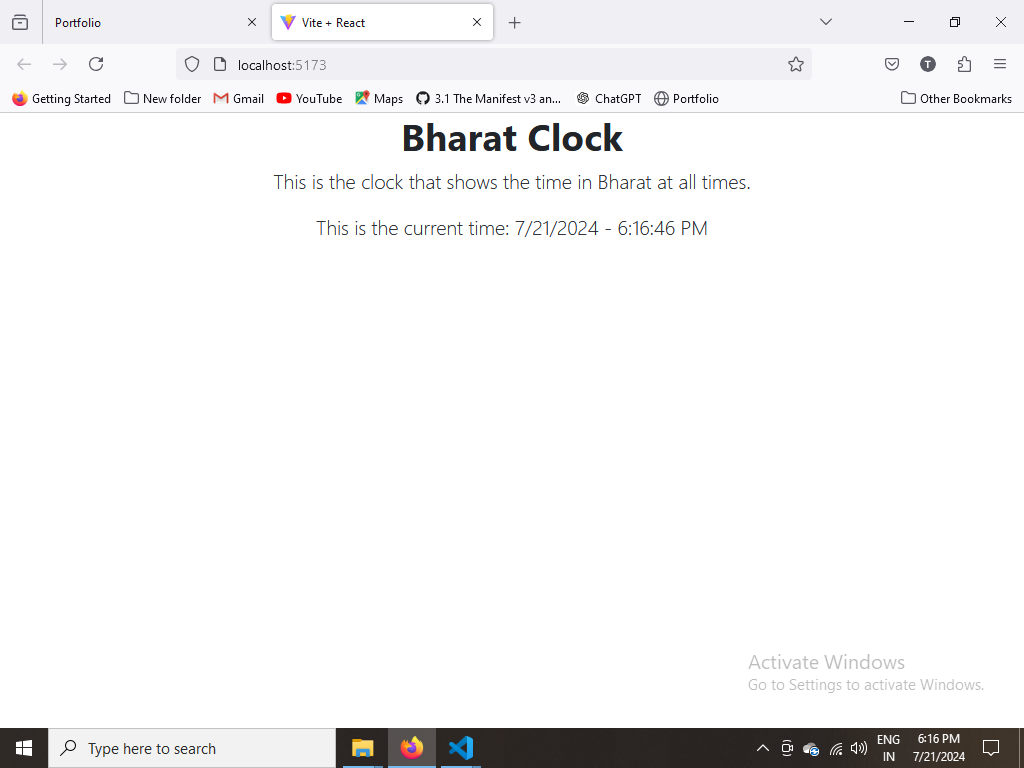 Portfolio
Vite + React
localhost:5173
Getting Started New folder Gmail YouTube Maps 3.1 The Manifest v3 an... ChatGPT Portfolio Other Bookmarks
Bharat Clock
This is the clock that shows the time in Bharat at all times.
This is the current time: 7/21/2024 - 6:16:46 PM
Activate Windows
Go to Settings to activate Windows.
Type here to search
ENG
IN
6:16 PM
7/21/2024
T